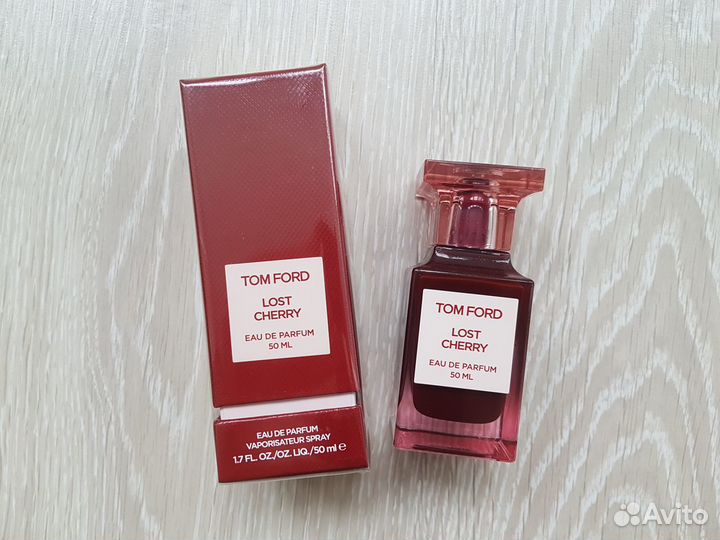 TOM FORD
LOST
CHERRY
EAU DE PARFUM
50 ML
EAU DE PARFUM
VAPORISATEUR SPRAY
1.7 FL. OZ./OZ. LIQ./50 ml ℮
TOM FORD
LOST
CHERRY
EAU DE PARFUM
50 ML
Avito